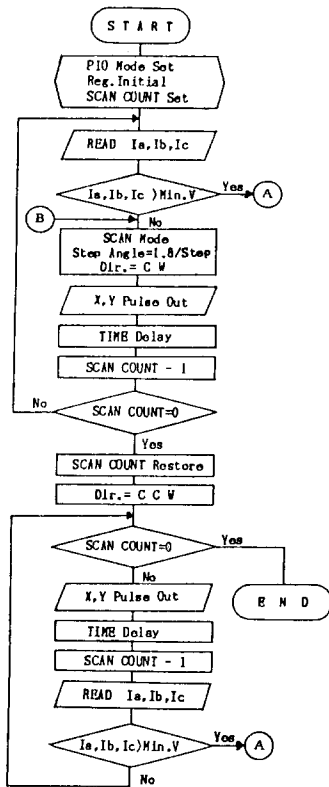 S T A R T
PIO Mode Set
Reg.Initial
SCAN COUNT Set
READ Ia,Ib,Ic
Ia,Ib,Ic >Min.V
Yes
A
B
No
SCAN Mode
Step Angle=1.8/Step
Dir.= C W
X,Y Pulse Out
TIME Delay
SCAN COUNT - 1
No
SCAN COUNT=0
Yes
SCAN COUNT Restore
Dir.= C C W
SCAN COUNT=0
Yes
No
E N D
X,Y Pulse Out
TIME Delay
SCAN COUNT - 1
READ Ia,Ib,Ic
Ia,Ib,Ic>Min.V
Yes
A
No